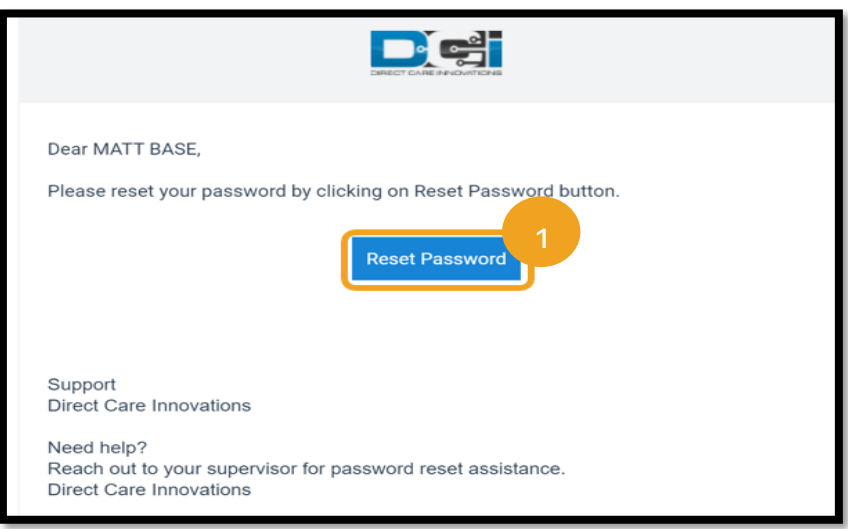 DCi
DIRECT CARE INNOVATIONS
Dear MATT BASE,
Please reset your password by clicking on Reset Password button.
1
Reset Password
Support
Direct Care Innovations
Need help?
Reach out to your supervisor for password reset assistance.
Direct Care Innovations